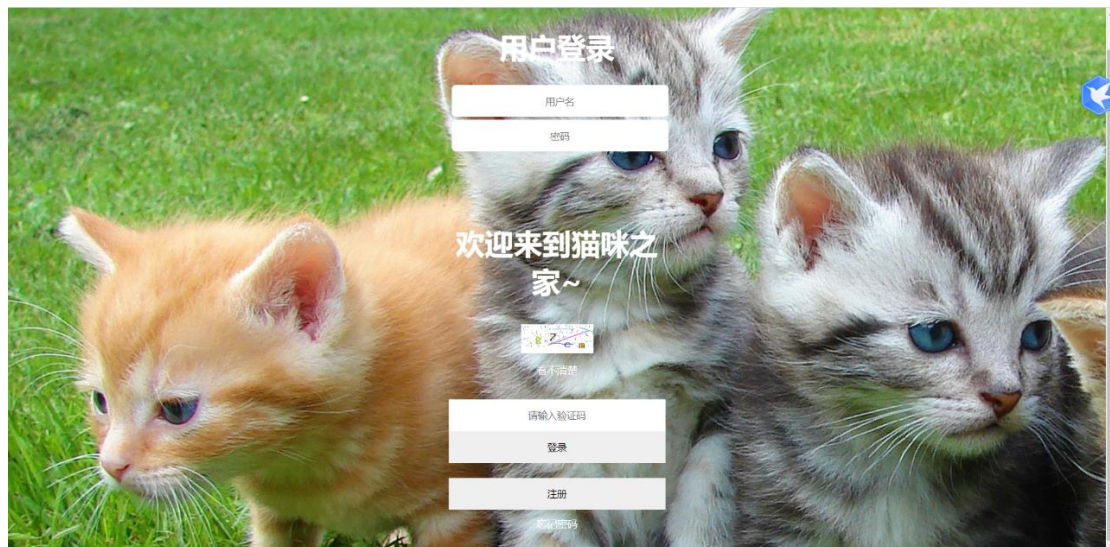 用户登录
用户名
密码
欢迎来到猫咪之
家~
看不清楚
请输入验证码
登录
注册
忘记密码